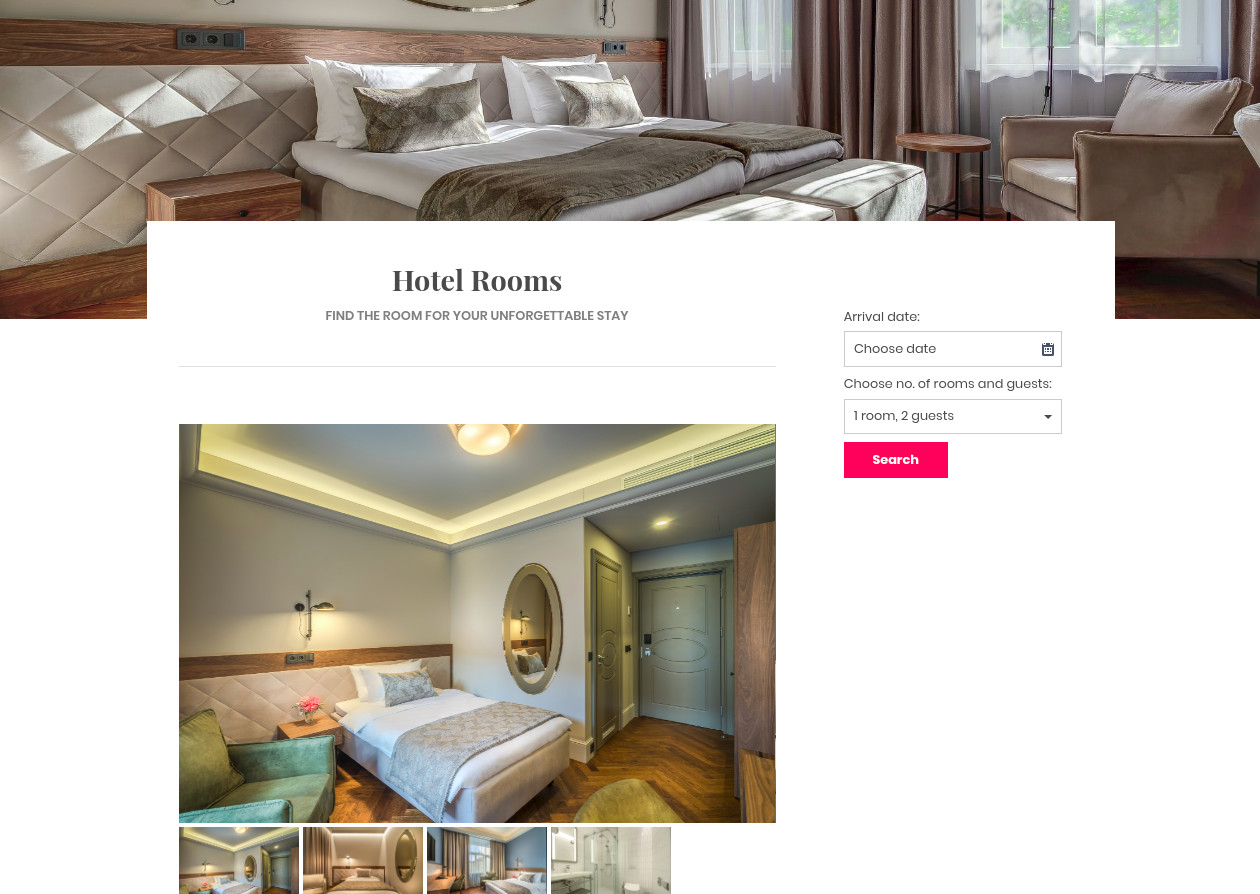 Hotel Rooms
FIND THE ROOM FOR YOUR UNFORGETTABLE STAY
Arrival date:
Choose date
Choose no. of rooms and guests:
1 room, 2 guests
Search